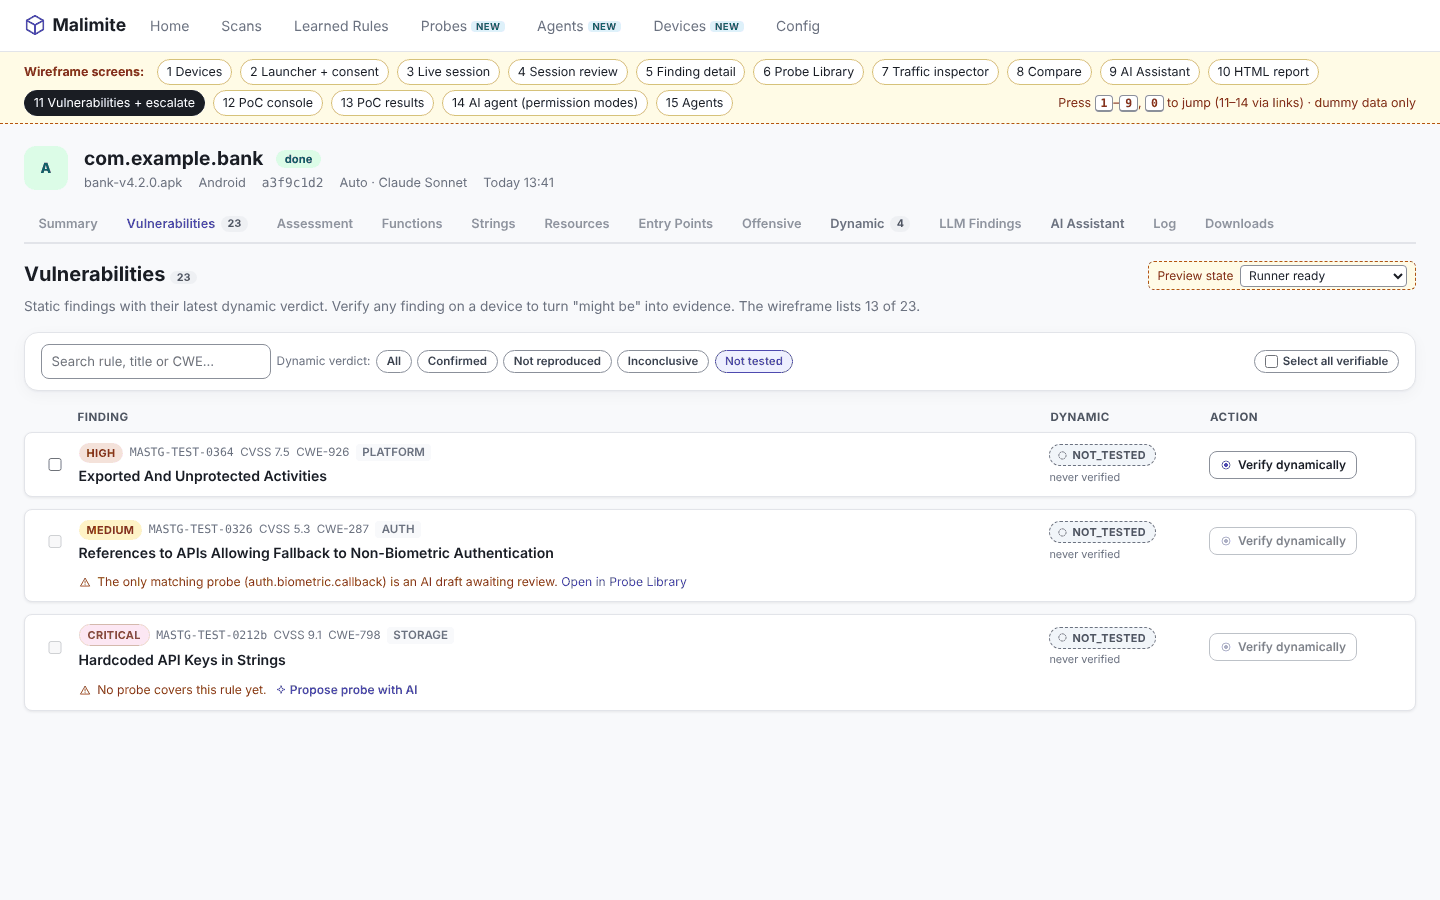 Malimite Home Scans Learned Rules Probes NEW Agents NEW Devices NEW Config
Wireframe screens: 1 Devices 2 Launcher + consent 3 Live session 4 Session review 5 Finding detail 6 Probe Library 7 Traffic inspector 8 Compare 9 AI Assistant 10 HTML report
11 Vulnerabilities + escalate 12 PoC console 13 PoC results 14 AI agent (permission modes) 15 Agents Press 1–9, 0 to jump (11–14 via links) · dummy data only
A
com.example.bank done
bank-v4.2.0.apk Android a3f9c1d2 Auto · Claude Sonnet Today 13:41
Summary Vulnerabilities 23 Assessment Functions Strings Resources Entry Points Offensive Dynamic 4 LLM Findings AI Assistant Log Downloads
Vulnerabilities 23 Preview state Runner ready
Static findings with their latest dynamic verdict. Verify any finding on a device to turn "might be" into evidence. The wireframe lists 13 of 23.
Search rule, title or CWE... Dynamic verdict: All Confirmed Not reproduced Inconclusive Not tested Select all verifiable
FINDING DYNAMIC ACTION
HIGH MASTG-TEST-0364 CVSS 7.5 CWE-926 PLATFORM NOT_TESTED
Exported And Unprotected Activities never verified Verify dynamically
MEDIUM MASTG-TEST-0326 CVSS 5.3 CWE-287 AUTH NOT_TESTED
References to APIs Allowing Fallback to Non-Biometric Authentication never verified Verify dynamically
The only matching probe (auth.biometric.callback) is an AI draft awaiting review. Open in Probe Library
CRITICAL MASTG-TEST-0212b CVSS 9.1 CWE-798 STORAGE NOT_TESTED
Hardcoded API Keys in Strings never verified Verify dynamically
No probe covers this rule yet. Propose probe with AI